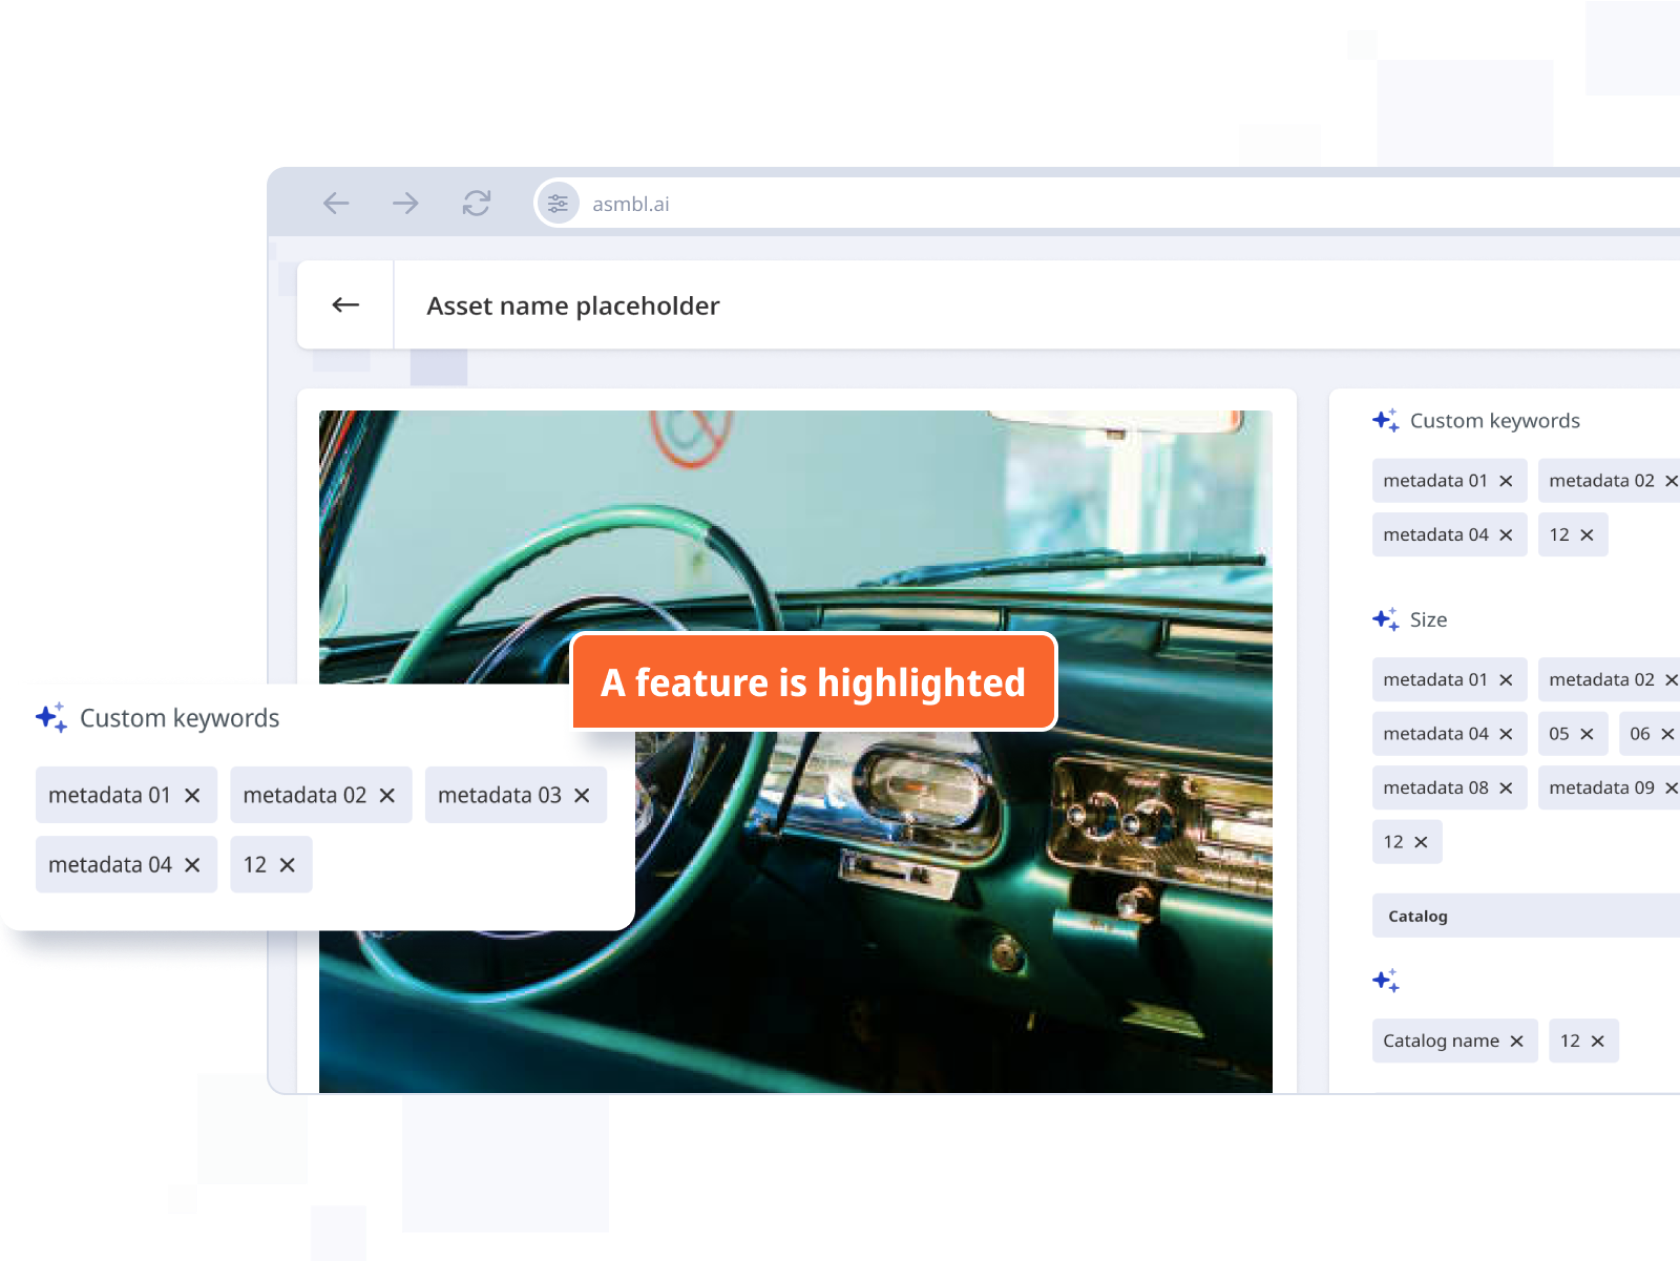 asmbl.ai
Asset name placeholder
Custom keywords
metadata 01 ✕ metadata 02 ✕
metadata 04 ✕ 12 ✕
Size
metadata 01 ✕ metadata 02 ✕
metadata 04 ✕ 05 ✕ 06 ✕
metadata 08 ✕ metadata 09 ✕
12 ✕
Catalog
Catalog name ✕ 12 ✕
A feature is highlighted
Custom keywords
metadata 01 ✕ metadata 02 ✕ metadata 03 ✕
metadata 04 ✕ 12 ✕